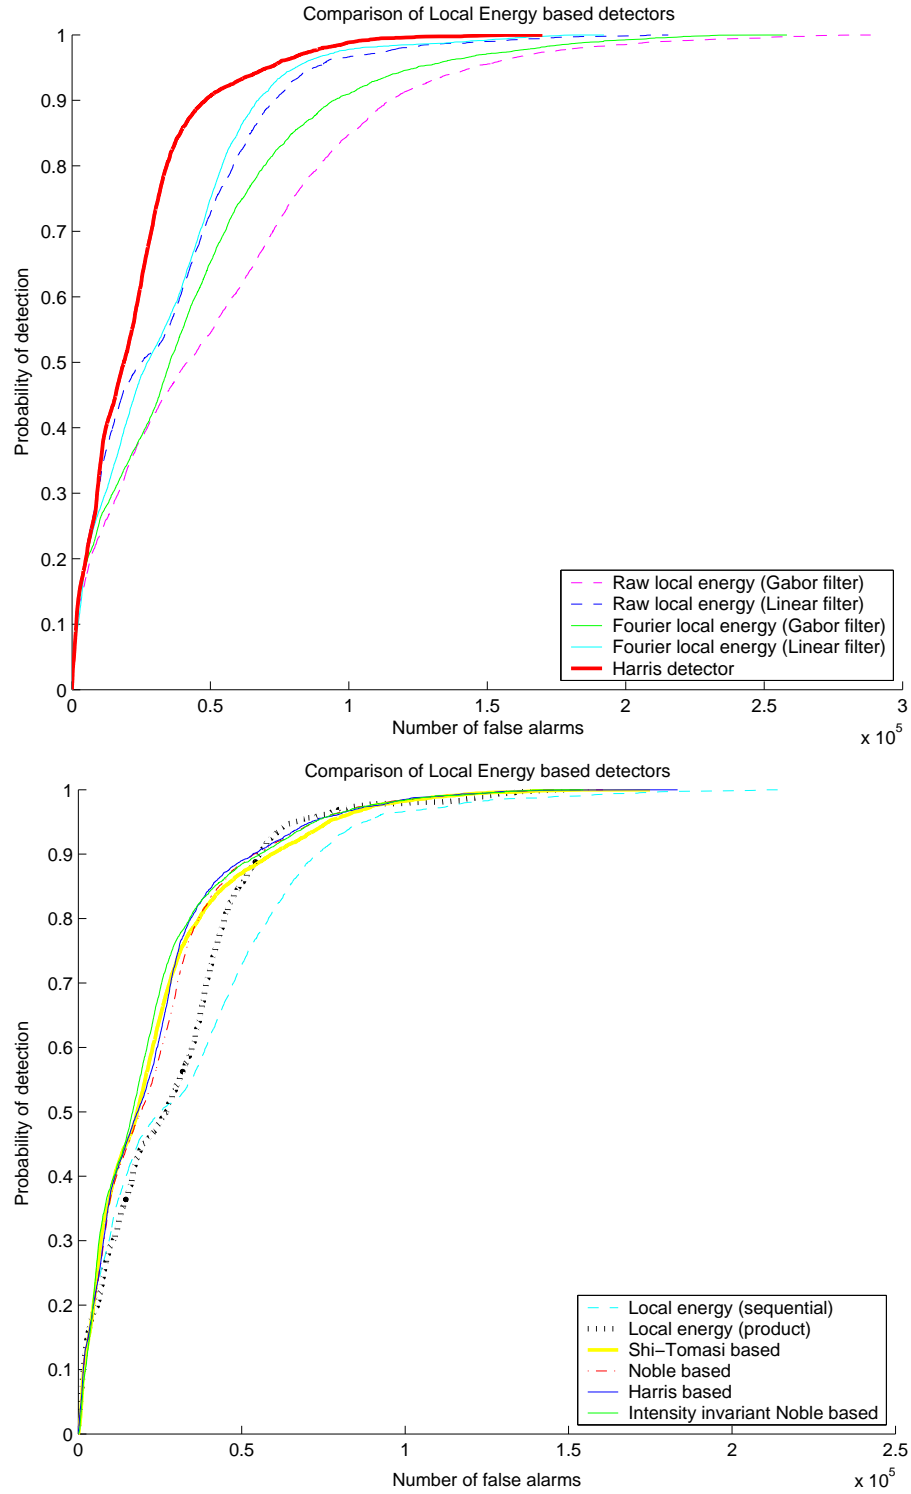 Comparison of Local Energy based detectors
1
0.9
0.8
0.7
0.6
0.5
0.4
0.3
0.2
0.1
0
Probability of detection
Raw local energy (Gabor filter)
Raw local energy (Linear filter)
Fourier local energy (Gabor filter)
Fourier local energy (Linear filter)
Harris detector
0 0.5 1 1.5 2 2.5 3
Number of false alarms
x 10^5
Comparison of Local Energy based detectors
1
0.9
0.8
0.7
0.6
0.5
0.4
0.3
0.2
0.1
0
Probability of detection
Local energy (sequential)
Local energy (product)
Shi−Tomasi based
Noble based
Harris based
Intensity invariant Noble based
0 0.5 1 1.5 2 2.5
Number of false alarms
x 10^5